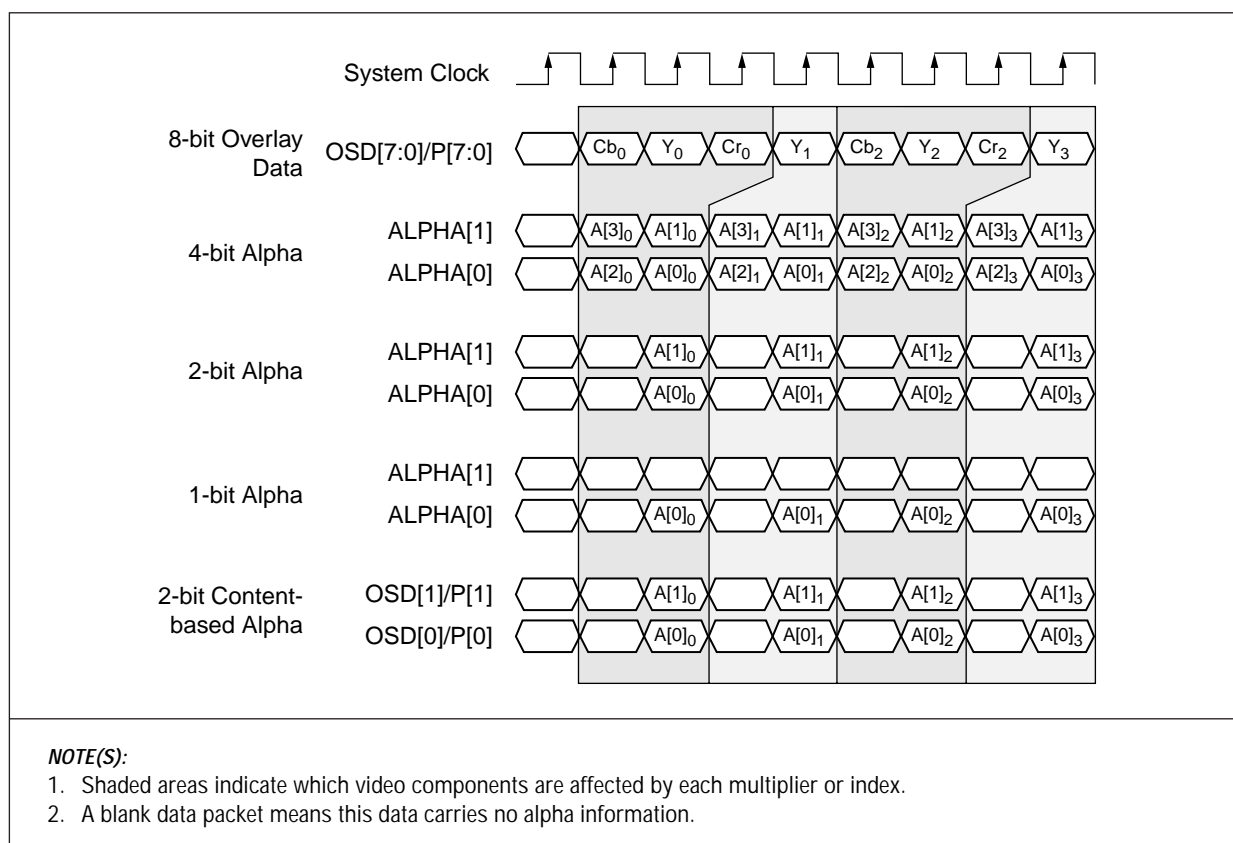 System Clock
8-bit Overlay
Data
OSD[7:0]/P[7:0]
Cb0 Y0 Cr0 Y1 Cb2 Y2 Cr2 Y3
4-bit Alpha
ALPHA[1]
A[3]0 A[1]0 A[3]1 A[1]1 A[3]2 A[1]2 A[3]3 A[1]3
ALPHA[0]
A[2]0 A[0]0 A[2]1 A[0]1 A[2]2 A[0]2 A[2]3 A[0]3
2-bit Alpha
ALPHA[1]
A[1]0 A[1]1 A[1]2 A[1]3
ALPHA[0]
A[0]0 A[0]1 A[0]2 A[0]3
1-bit Alpha
ALPHA[1]
ALPHA[0]
A[0]0 A[0]1 A[0]2 A[0]3
2-bit Content-
based Alpha
OSD[1]/P[1]
A[1]0 A[1]1 A[1]2 A[1]3
OSD[0]/P[0]
A[0]0 A[0]1 A[0]2 A[0]3
NOTE(S):
1. Shaded areas indicate which video components are affected by each multiplier or index.
2. A blank data packet means this data carries no alpha information.